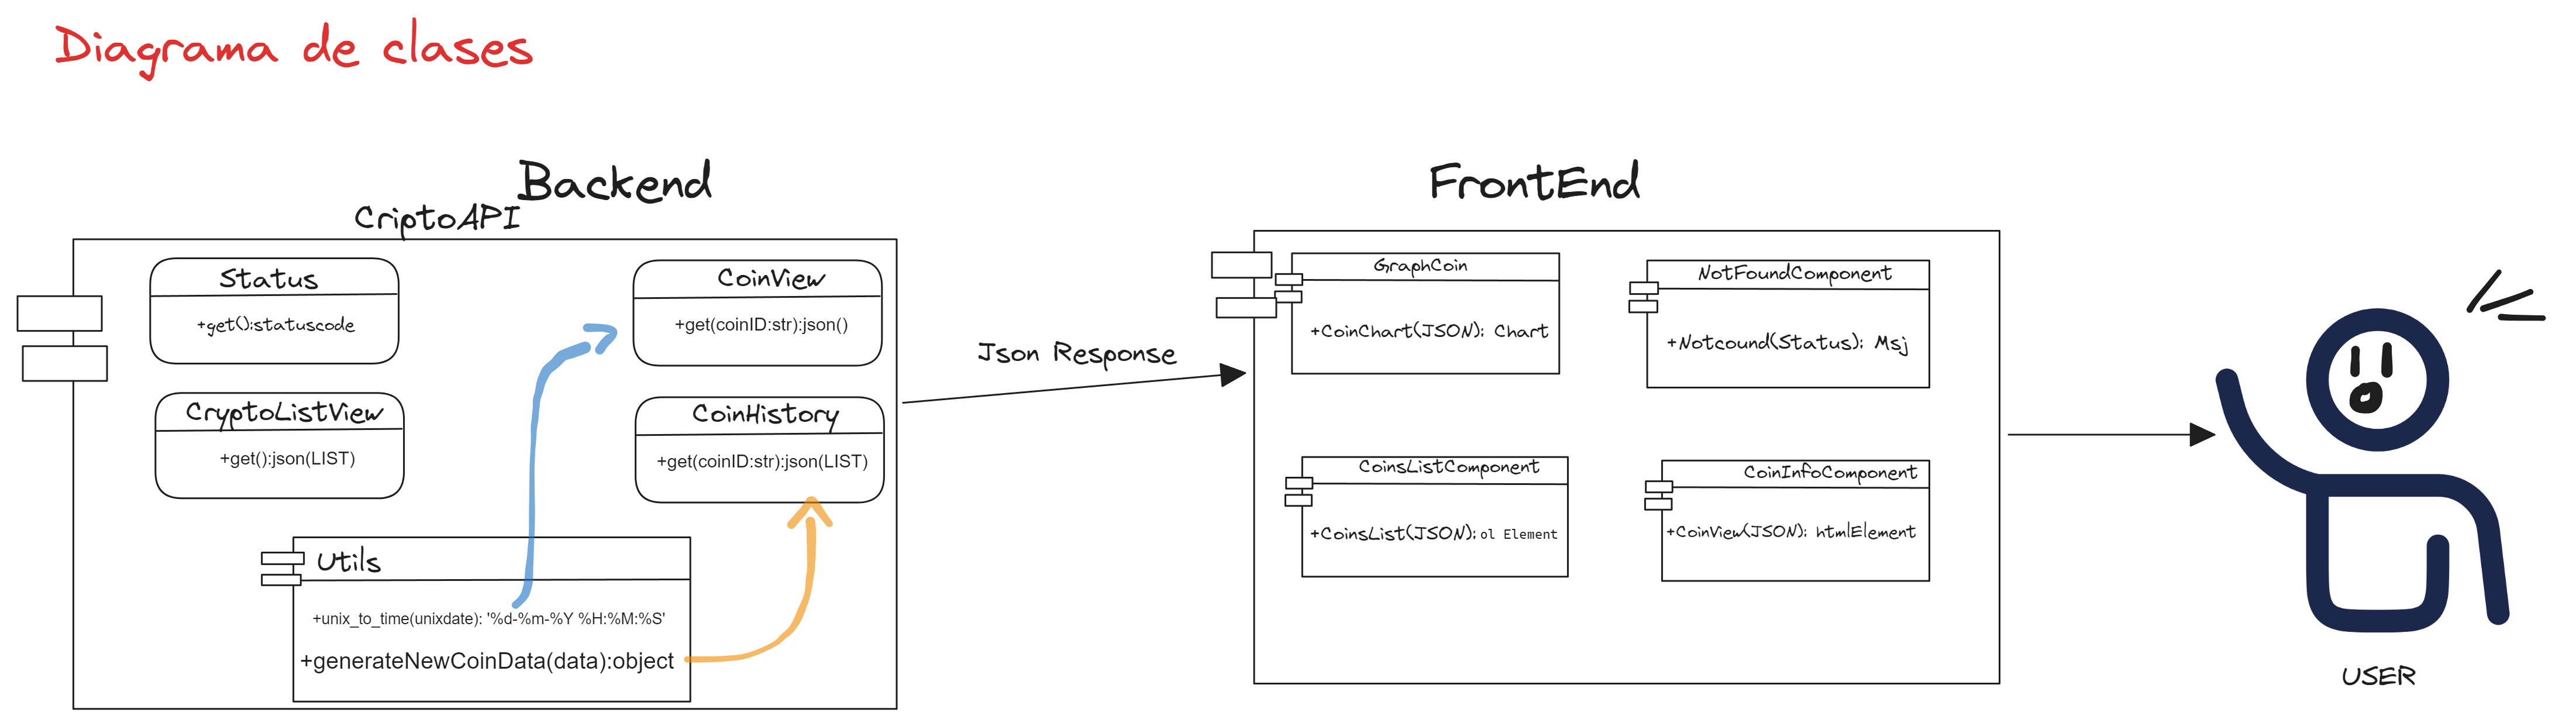 Diagrama de clases
Backend
CriptoAPI
Status
+get():statuscode
CoinView
+get(coinID:str):json()
CryptoListView
+get():json(LIST)
CoinHistory
+get(coinID:str):json(LIST)
Utils
+unix_to_time(unixdate): '%d-%m-%Y %H:%M:%S'
+generateNewCoinData(data):object
Json Response
FrontEnd
GraphCoin
+CoinChart(JSON): Chart
NotFoundComponent
+Notcound(Status): Msj
CoinsListComponent
+CoinsList(JSON): ol Element
CoinInfoComponent
+CoinView(JSON): htmlElement
USER